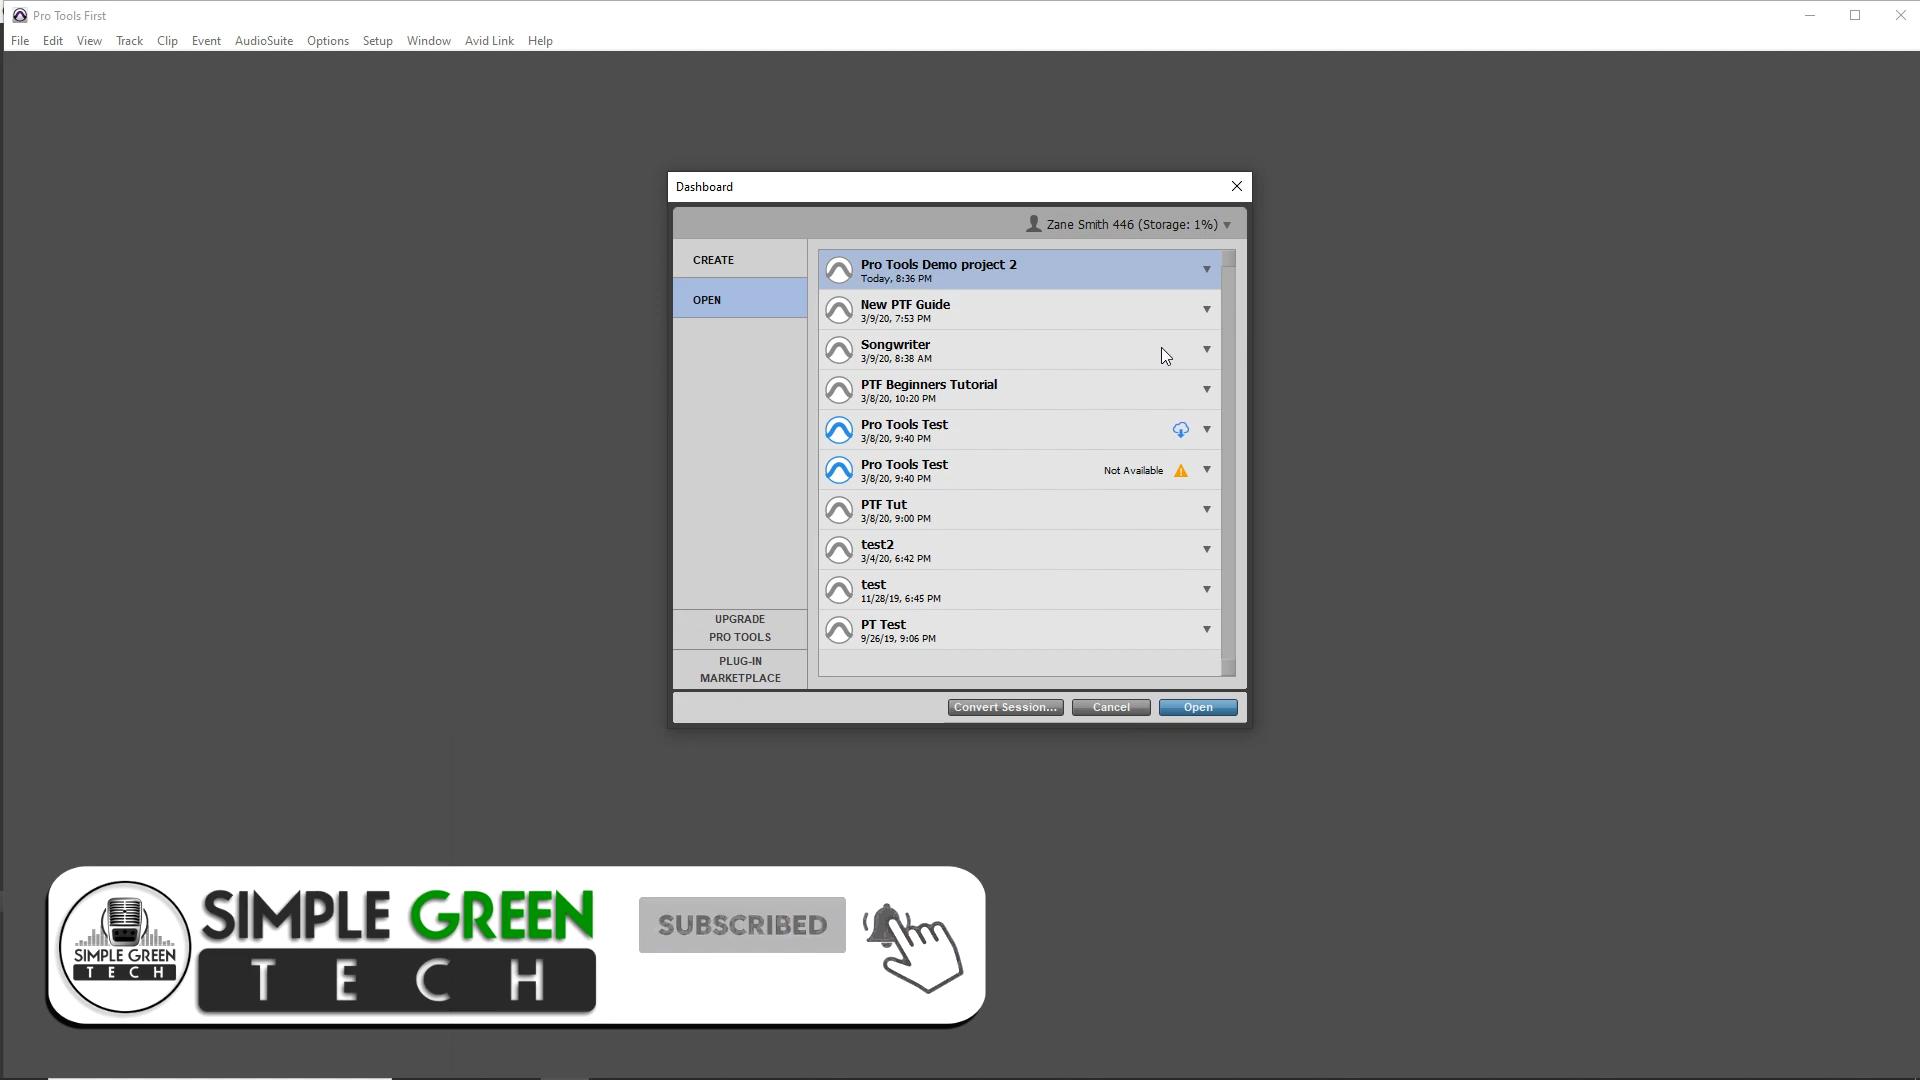 Pro Tools First
File Edit View Track Clip Event AudioSuite Options Setup Window Avid Link Help
Dashboard
Zane Smith 446 (Storage: 1%)
CREATE
OPEN
Pro Tools Demo project 2
Today, 8:36 PM
New PTF Guide
3/9/20, 7:53 PM
Songwriter
3/9/20, 8:38 AM
PTF Beginners Tutorial
3/8/20, 10:20 PM
Pro Tools Test
3/8/20, 9:40 PM
Pro Tools Test
3/8/20, 9:40 PM
Not Available
PTF Tut
3/8/20, 9:00 PM
test2
3/4/20, 6:42 PM
test
11/28/19, 6:45 PM
PT Test
9/26/19, 9:06 PM
UPGRADE
PRO TOOLS
PLUG-IN
MARKETPLACE
Convert Session... Cancel Open
SIMPLE GREEN
TECH
SIMPLE GREEN
TECH
SUBSCRIBED